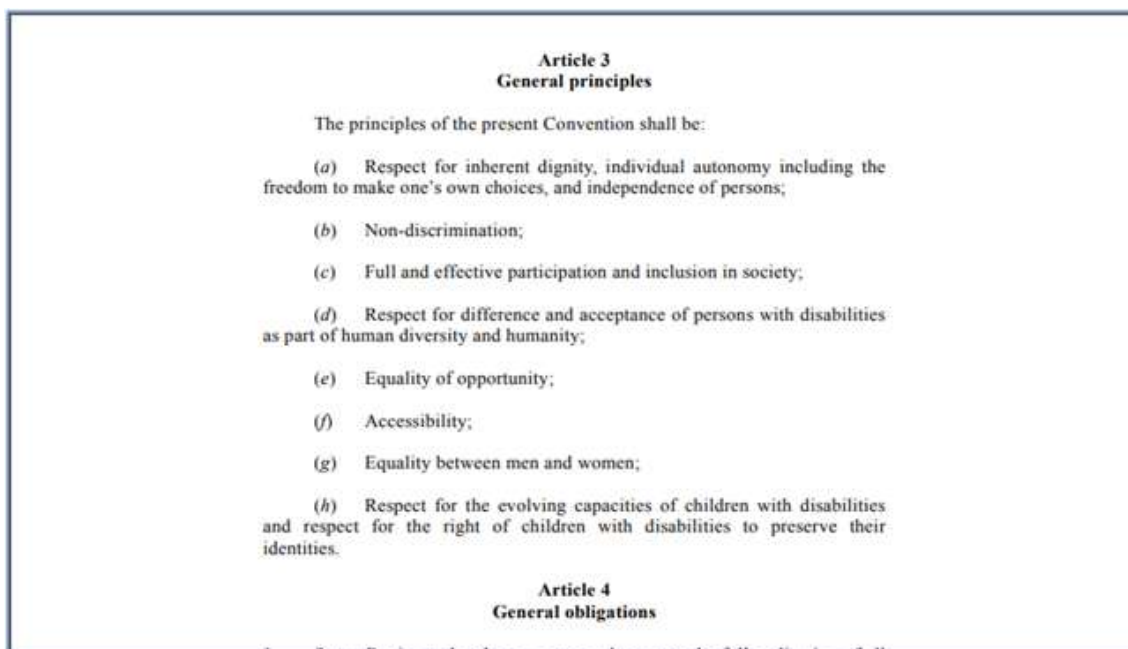 Article 3
General principles
The principles of the present Convention shall be:
(a) Respect for inherent dignity, individual autonomy including the
freedom to make one's own choices, and independence of persons;
(b) Non-discrimination;
(c) Full and effective participation and inclusion in society;
(d) Respect for difference and acceptance of persons with disabilities
as part of human diversity and humanity;
(e) Equality of opportunity;
(f) Accessibility;
(g) Equality between men and women;
(h) Respect for the evolving capacities of children with disabilities
and respect for the right of children with disabilities to preserve their
identities.
Article 4
General obligations